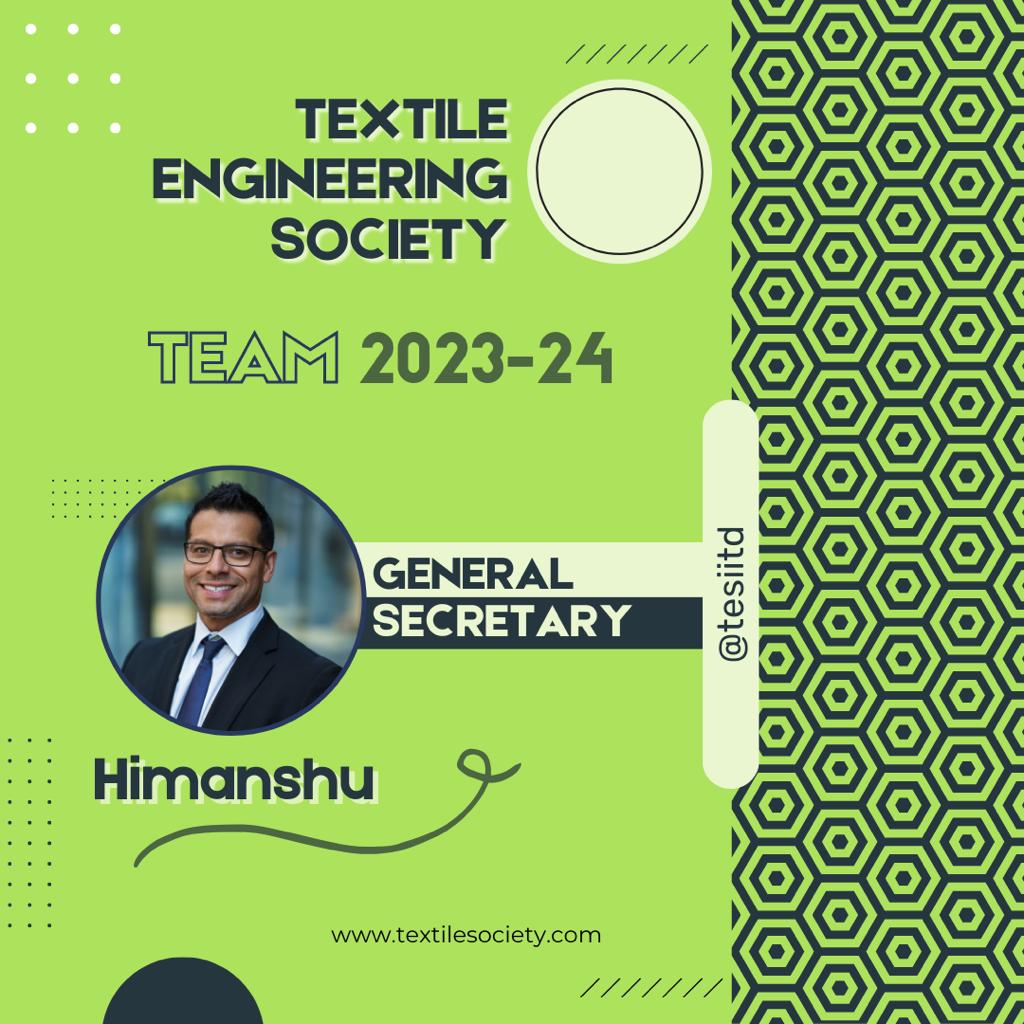 TEXTILE
ENGINEERING
SOCIETY
TEAM 2023-24
GENERAL
SECRETARY
@tesiitd
Himanshu
www.textilesociety.com